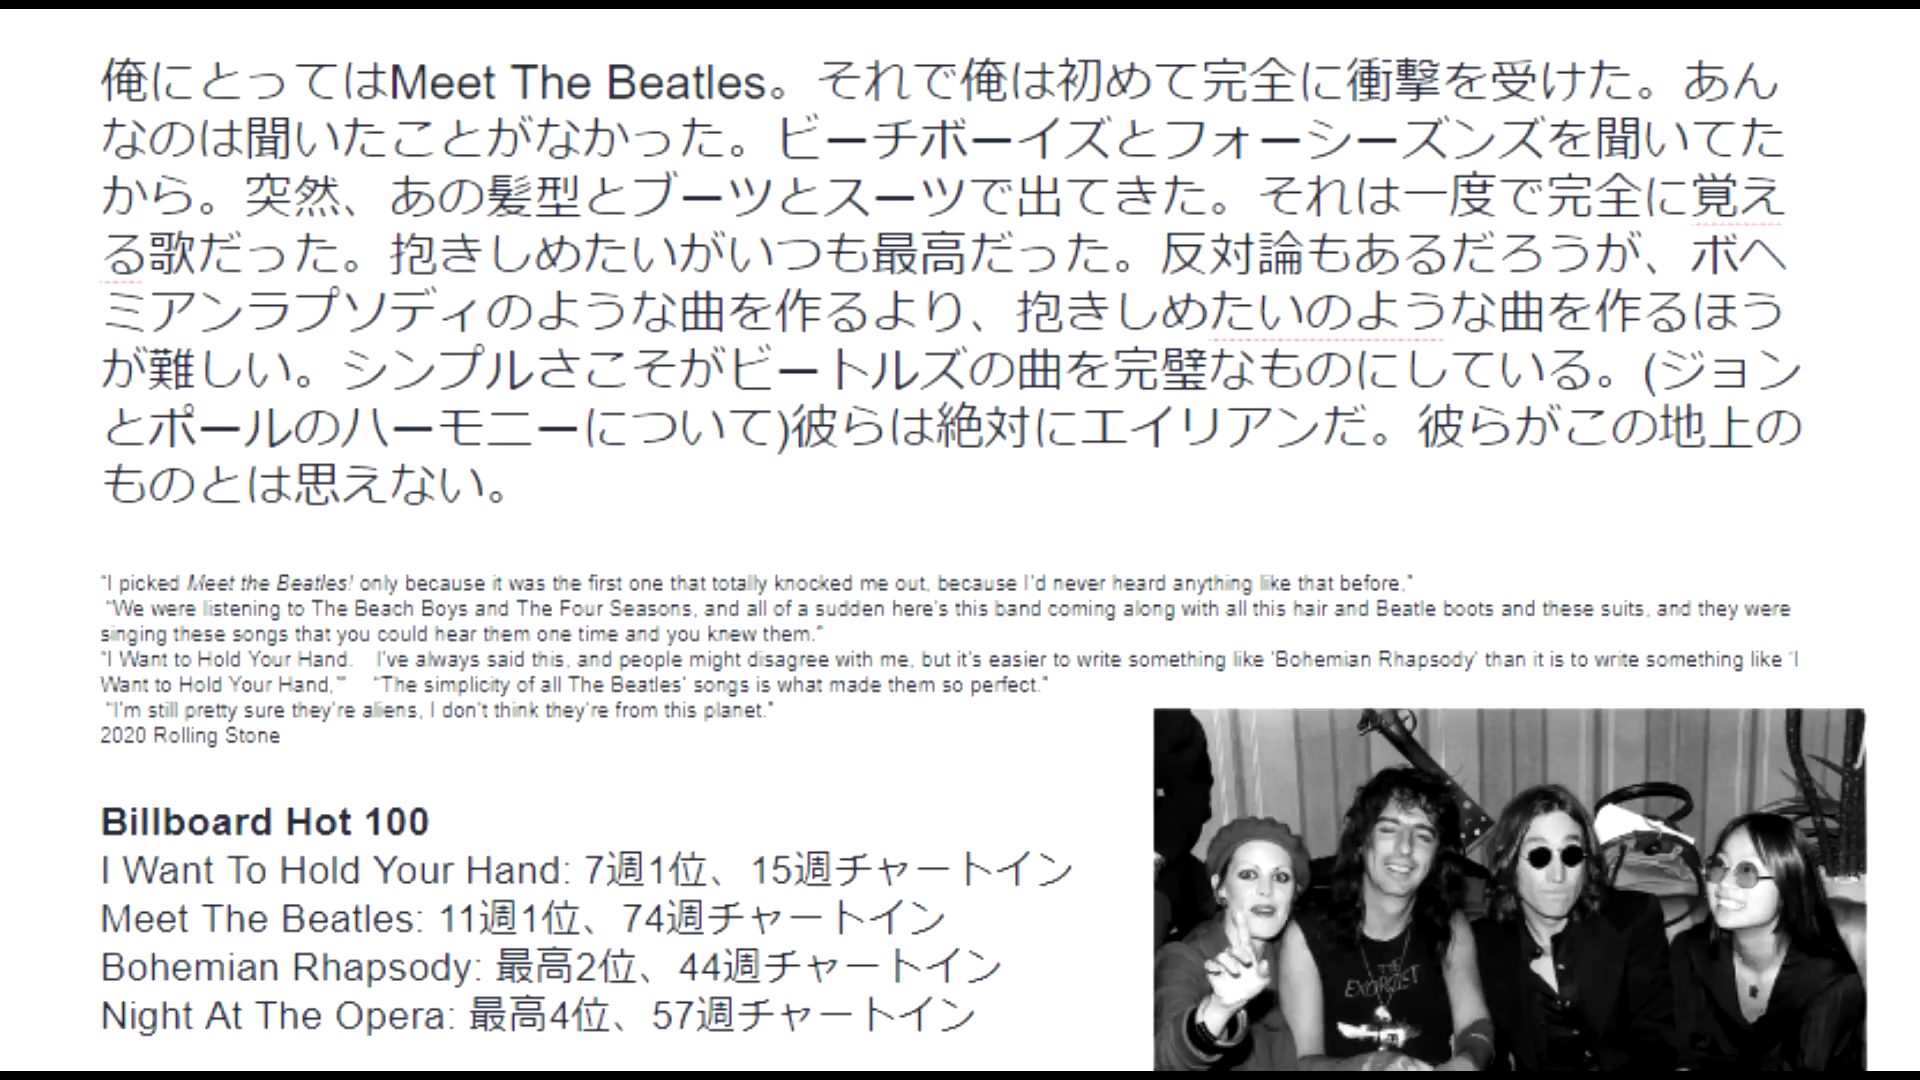 俺にとってはMeet The Beatles。それで俺は初めて完全に衝撃を受けた。あん
なのは聞いたことがなかった。ビーチボーイズとフォーシーズンズを聞いてた
から。突然、あの髪型とブーツとスーツで出てきた。それは一度で完全に覚え
る歌だった。抱きしめたいがいつも最高だった。反対論もあるだろうが、ボヘ
ミアンラプソディのような曲を作るより、抱きしめたいのような曲を作るほう
が難しい。シンプルさこそがビートルズの曲を完璧なものにしている。(ジョン
とポールのハーモニーについて)彼らは絶対にエイリアンだ。彼らがこの地上の
ものとは思えない。
“I picked Meet the Beatles! only because it was the first one that totally knocked me out, because I’d never heard anything like that before,”
“We were listening to The Beach Boys and The Four Seasons, and all of a sudden here’s this band coming along with all this hair and Beatle boots and these suits, and they were
singing these songs that you could hear them one time and you knew them.”
“I Want to Hold Your Hand. I’ve always said this, and people might disagree with me, but it’s easier to write something like ‘Bohemian Rhapsody’ than it is to write something like ‘I
Want to Hold Your Hand,’” “The simplicity of all The Beatles’ songs is what made them so perfect.”
“I’m still pretty sure they’re aliens, I don’t think they’re from this planet.”
2020 Rolling Stone
Billboard Hot 100
I Want To Hold Your Hand: 7週1位、15週チャートイン
Meet The Beatles: 11週1位、74週チャートイン
Bohemian Rhapsody: 最高2位、44週チャートイン
Night At The Opera: 最高4位、57週チャートイン
THE
EXORCIST